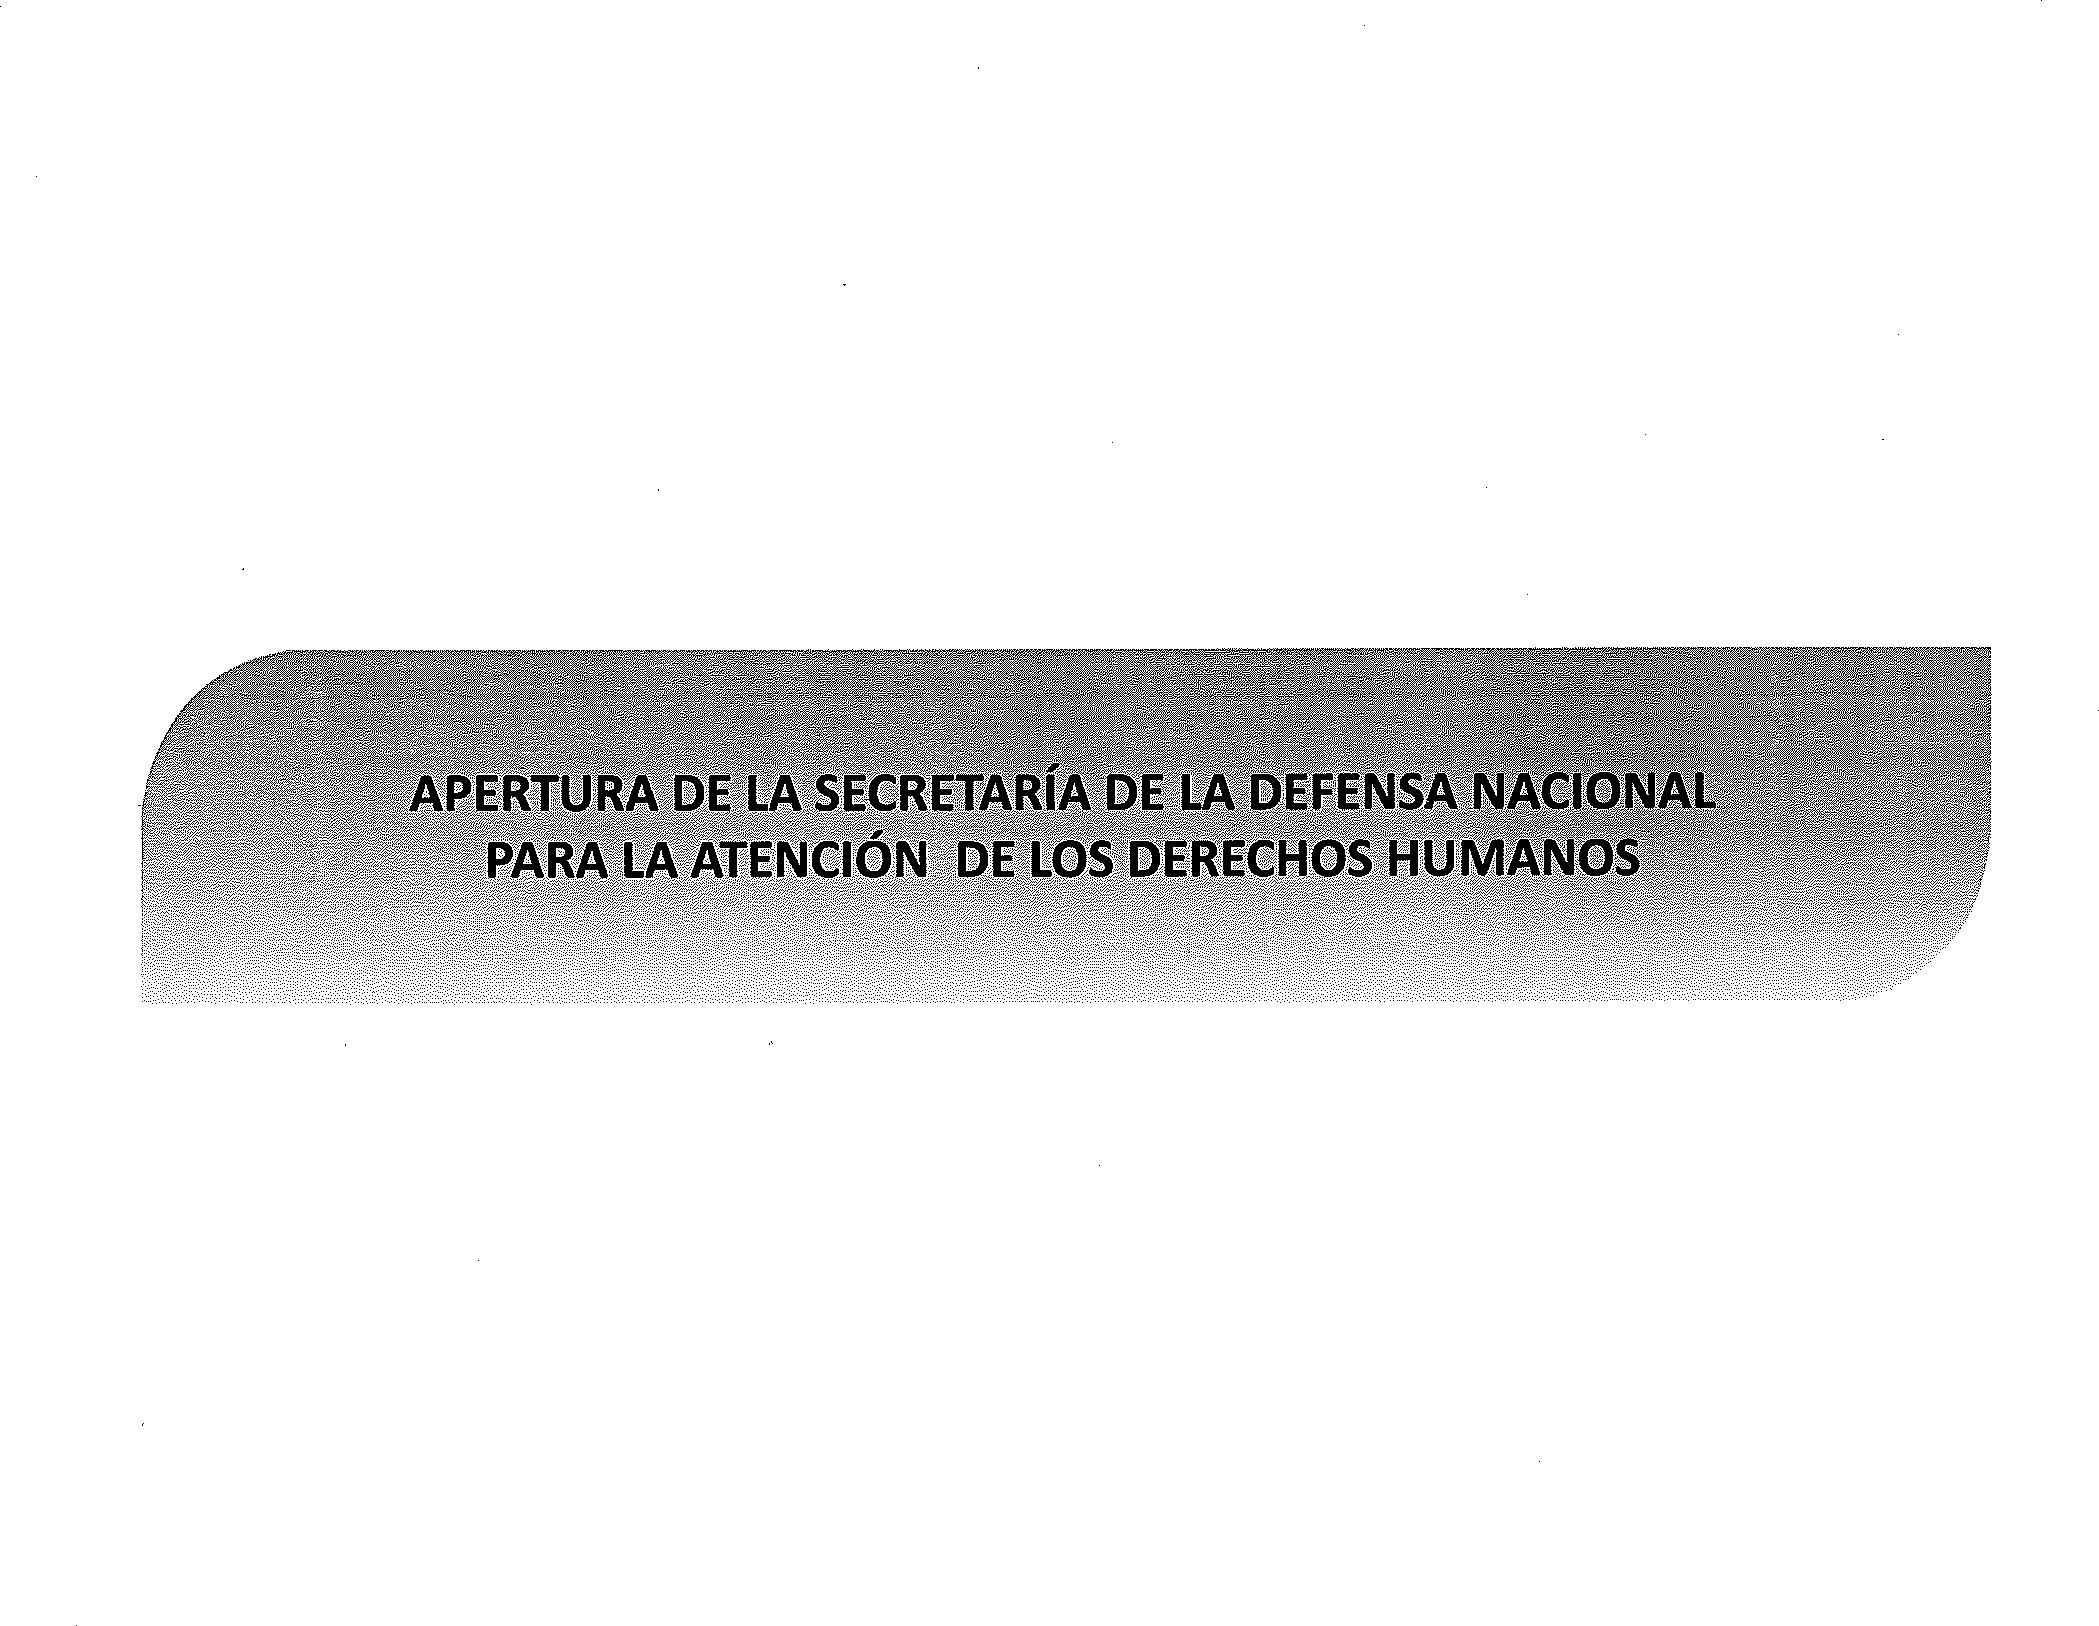 APERTURA DE LA SECRETARÍA DE LA DEFENSA NACIONAL
PARA LA ATENCIÓN DE LOS DERECHOS HUMANOS